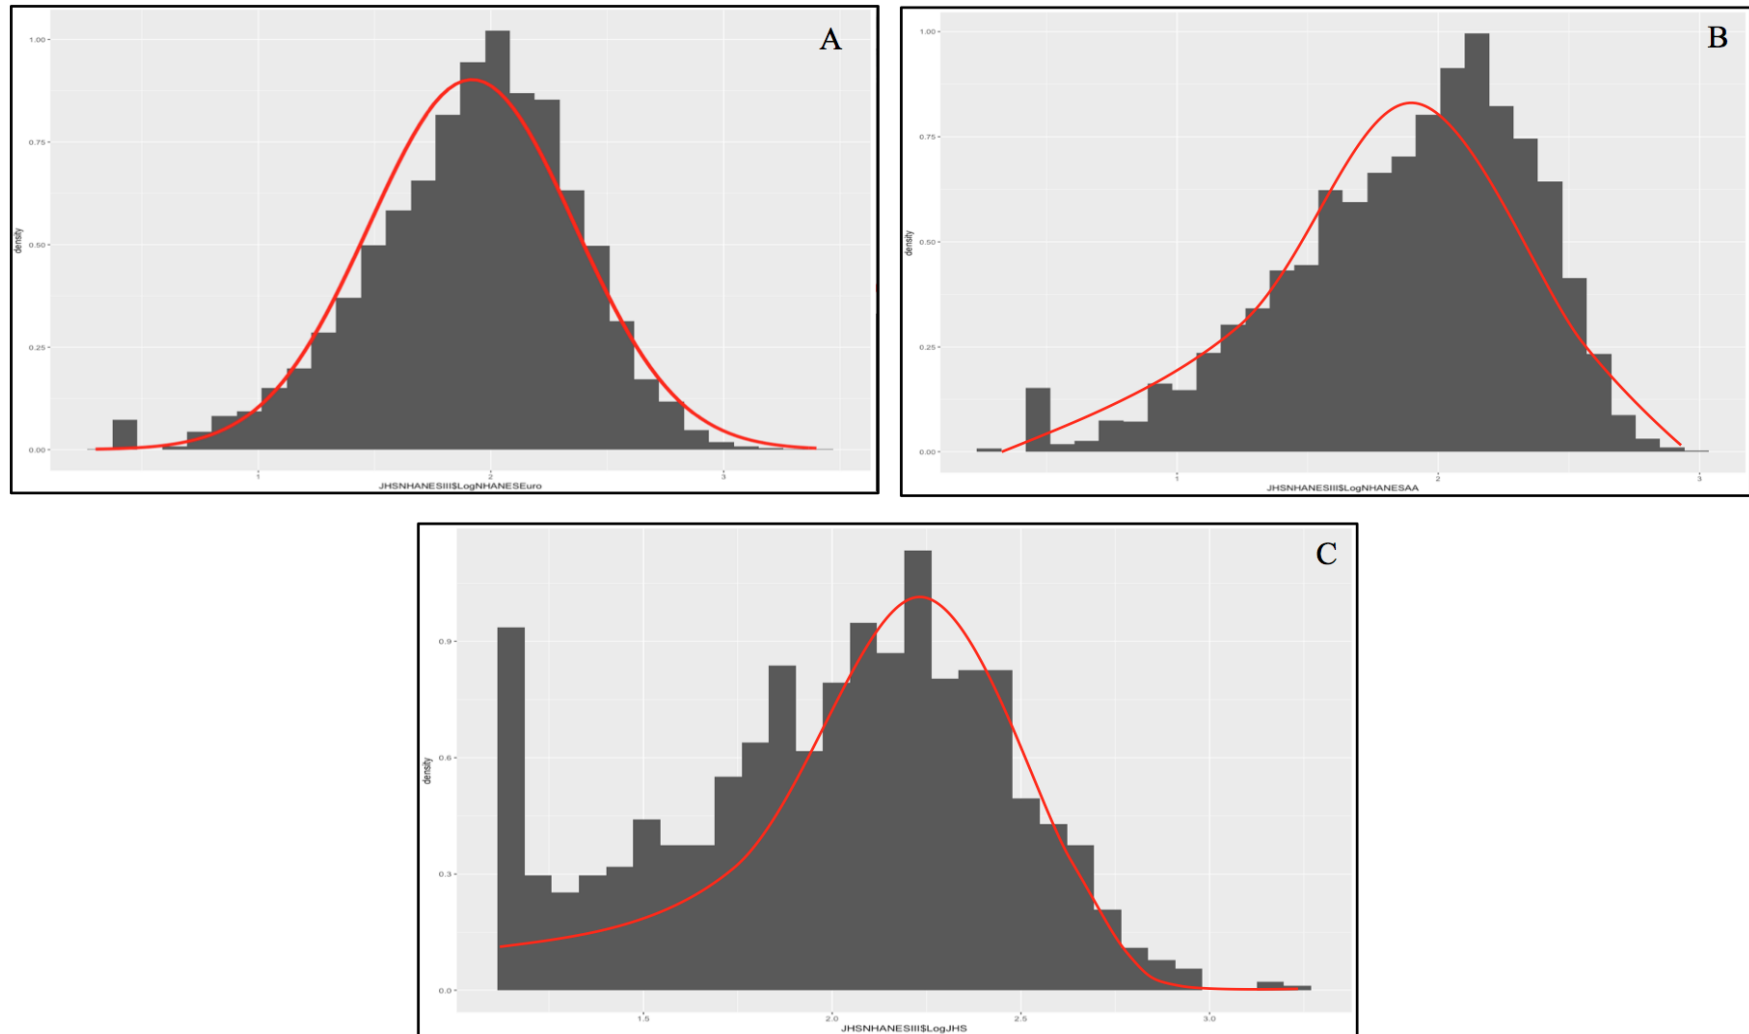 A
1.00
0.75
0.50
0.25
0.00
density
1
2
3
JHSNHANESIII$LogNHANESEuro
B
1.00
0.75
0.50
0.25
0.00
density
1
2
3
JHSNHANESIII$LogNHANESAA
C
0.9
0.6
0.3
0.0
density
1.5
2.0
2.5
3.0
JHSNHANESIII$LogJHS